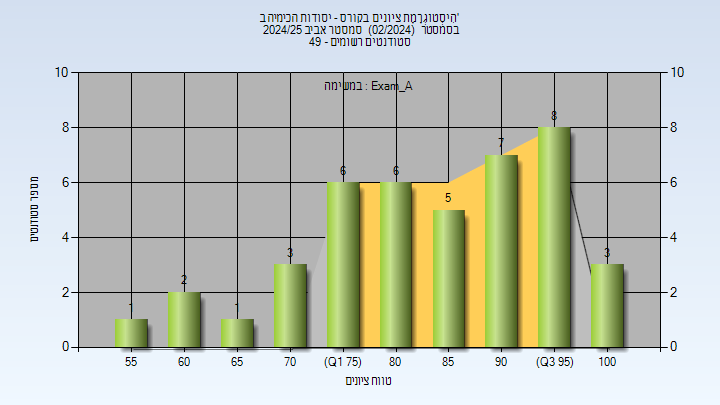 הִיסְטוֹגְרָמַת ציונים בקורס - יסודות הכימיה ב'
בסמסטר (02/2024) סמסטר אביב 2024/25
סטודנטים רשומים - 49
במשימה : Exam_A
מספר סטודנטים
10 10
8 8
6 6
4 4
2 2
0 0
1 2 1 3 6 6 5 7 8 3
55 60 65 70 (Q1 75) 80 85 90 (Q3 95) 100
טווח ציונים